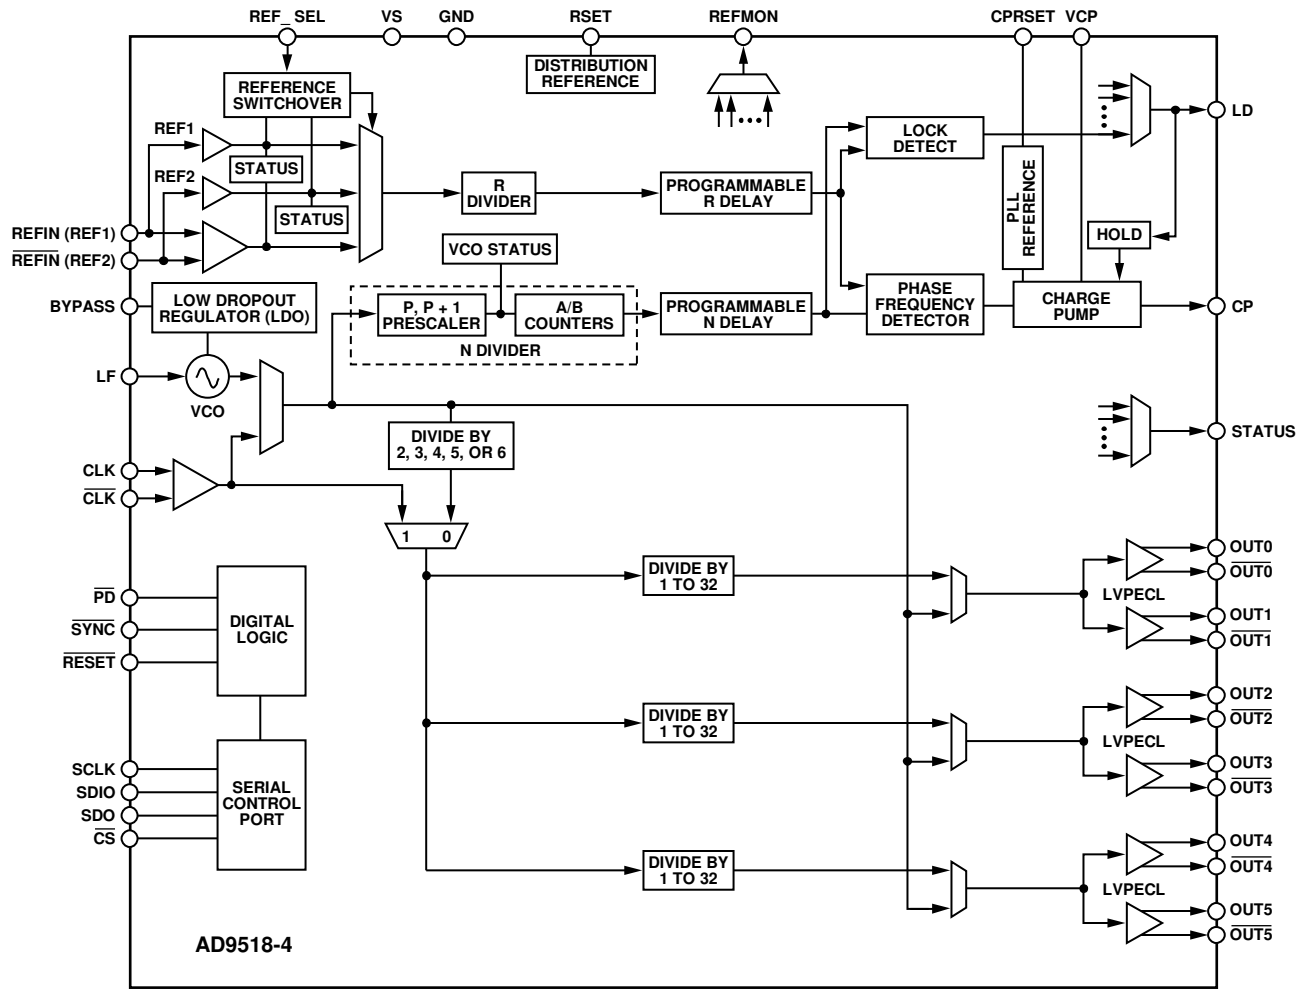 REF_ SEL
VS
GND
RSET
REFMON
CPRSET
VCP
DISTRIBUTION
REFERENCE
REFERENCE
SWITCHOVER
REF1
STATUS
REF2
STATUS
R
DIVIDER
PROGRAMMABLE
R DELAY
LOCK
DETECT
LD
PLL
REFERENCE
HOLD
REFIN (REF1)
REFIN (REF2)
VCO STATUS
BYPASS
LOW DROPOUT
REGULATOR (LDO)
P, P + 1
PRESCALER
A/B
COUNTERS
N DIVIDER
PROGRAMMABLE
N DELAY
PHASE
FREQUENCY
DETECTOR
CHARGE
PUMP
CP
LF
VCO
STATUS
DIVIDE BY
2, 3, 4, 5, OR 6
CLK
CLK
1 0
DIVIDE BY
1 TO 32
LVPECL
OUT0
OUT0
OUT1
OUT1
PD
SYNC
RESET
DIGITAL
LOGIC
DIVIDE BY
1 TO 32
LVPECL
OUT2
OUT2
OUT3
OUT3
SCLK
SDIO
SDO
CS
SERIAL
CONTROL
PORT
DIVIDE BY
1 TO 32
LVPECL
OUT4
OUT4
OUT5
OUT5
AD9518-4